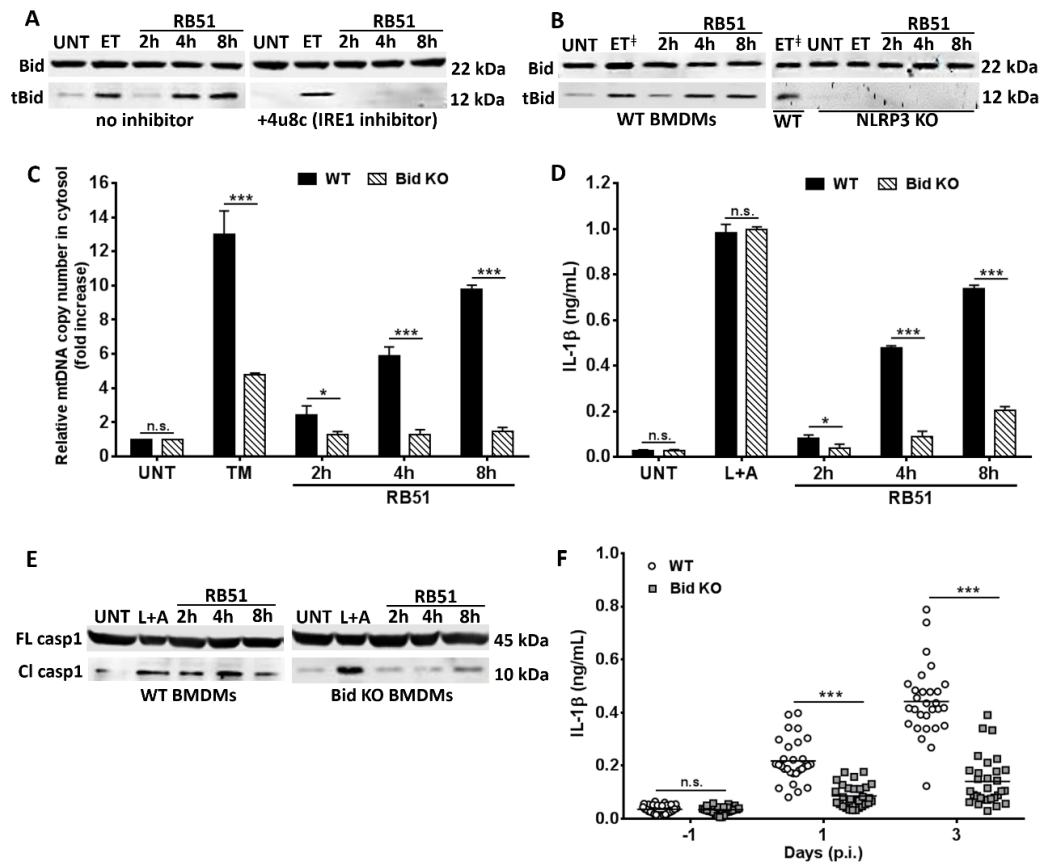 A
RB51
UNT ET 2h 4h 8h UNT ET 2h 4h 8h
Bid 22 kDa
tBid 12 kDa
no inhibitor +4u8c (IRE1 inhibitor)
B
RB51 RB51
UNT ET‡ 2h 4h 8h ET‡ UNT ET 2h 4h 8h
Bid 22 kDa
tBid 12 kDa
WT BMDMs WT NLRP3 KO
C
WT Bid KO
Relative mtDNA copy number in cytosol
(fold increase)
16
14
12
10
8
6
4
2
0
n.s. *** * *** ***
UNT TM 2h 4h 8h
RB51
D
WT Bid KO
IL-1β (ng/mL)
1.2
1.0
0.8
0.6
0.4
0.2
0.0
n.s. n.s. * *** ***
UNT L+A 2h 4h 8h
RB51
E
RB51 RB51
UNT L+A 2h 4h 8h UNT L+A 2h 4h 8h
FL casp1 45 kDa
Cl casp1 10 kDa
WT BMDMs Bid KO BMDMs
F
WT
Bid KO
IL-1β (ng/mL)
1.0
0.8
0.6
0.4
0.2
0.0
n.s. *** ***
-1 1 3
Days (p.i.)